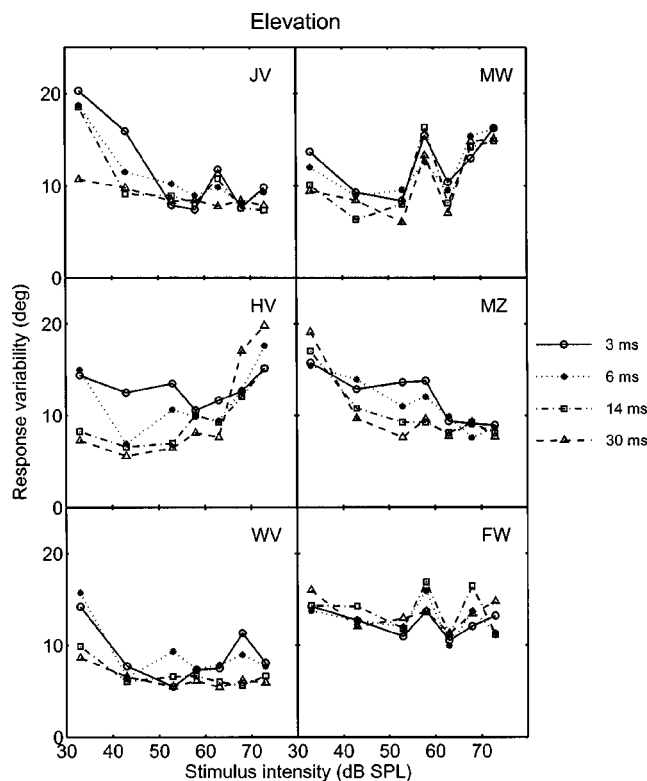 Elevation
JV
MW
20
10
0
HV
MZ
20
10
0
WV
FW
20
10
0
30 40 50 60 70 30 40 50 60 70 80
Response variability (deg)
Stimulus intensity (dB SPL)
3 ms
6 ms
14 ms
30 ms